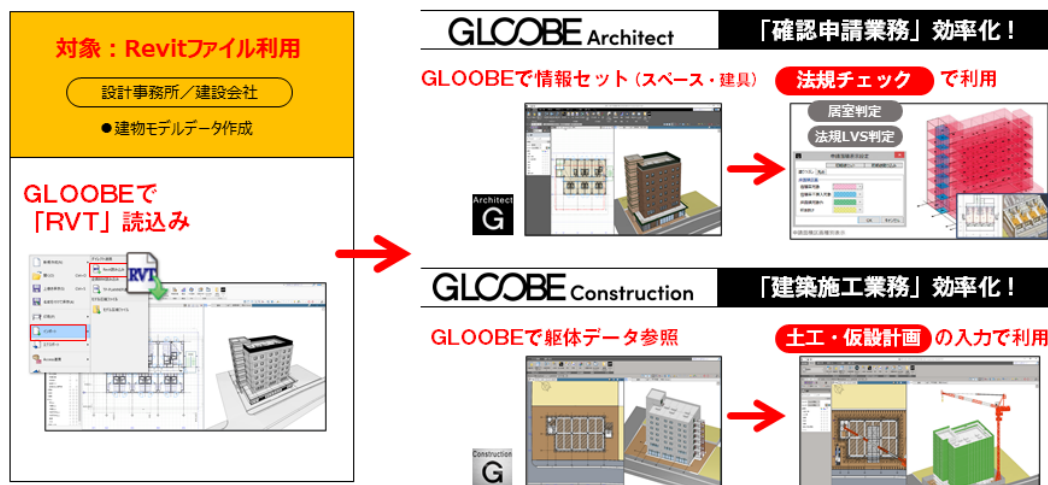 対象：Revitファイル利用
設計事務所／建設会社
●建物モデルデータ作成
GLOOBEで
「RVT」読込み
RVT
GLOOBE Architect
「確認申請業務」効率化！
GLOOBEで情報セット（スペース・建具）
法規チェック で利用
居室判定
法規LVS判定
Architect
G
GLOOBE Construction
「建築施工業務」効率化！
GLOOBEで躯体データ参照
土工・仮設計画 の入力で利用
Construction
G